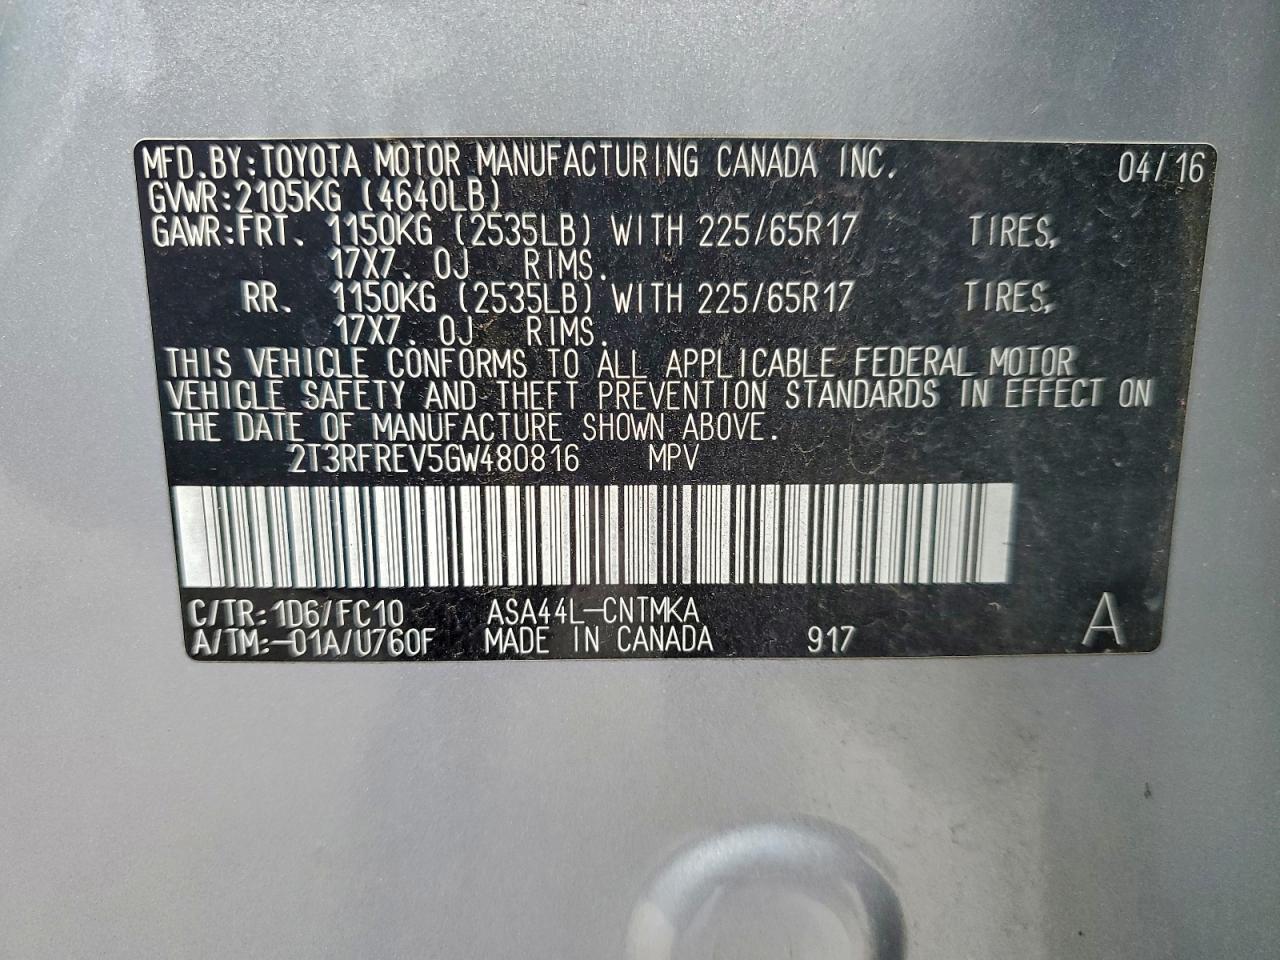 MFD.BY:TOYOTA MOTOR MANUFACTURING CANADA INC. 04/16
GVWR:2105KG (4640LB)
GAWR:FRT. 1150KG (2535LB) WITH 225/65R17 TIRES,
17X7. 0J RIMS.
RR. 1150KG (2535LB) WITH 225/65R17 TIRES,
17X7. 0J RIMS.
THIS VEHICLE CONFORMS TO ALL APPLICABLE FEDERAL MOTOR
VEHICLE SAFETY AND THEFT PREVENTION STANDARDS IN EFFECT ON
THE DATE OF MANUFACTURE SHOWN ABOVE.
2T3RFREV5GW480816 MPV
C/TR: 1D6/FC10 ASA44L-CNTMKA A
A/TM:-01A/U760F MADE IN CANADA 917